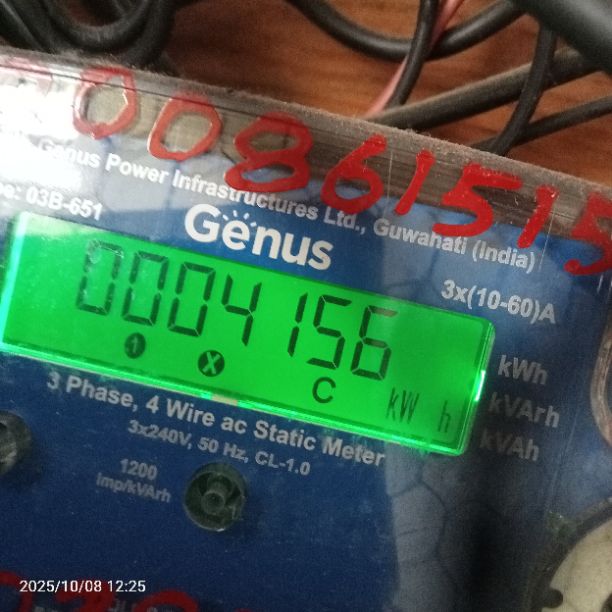 00861515
Genus Power Infrastructures Ltd., Guwahati (India)
03B-651
Genus
3x(10-60)A
0004156
kWh
kVArh
kVAh
1 X C kW h
3 Phase, 4 Wire ac Static Meter
3x240V, 50 Hz, CL-1.0
1200
imp/kVArh
2025/10/08 12:25